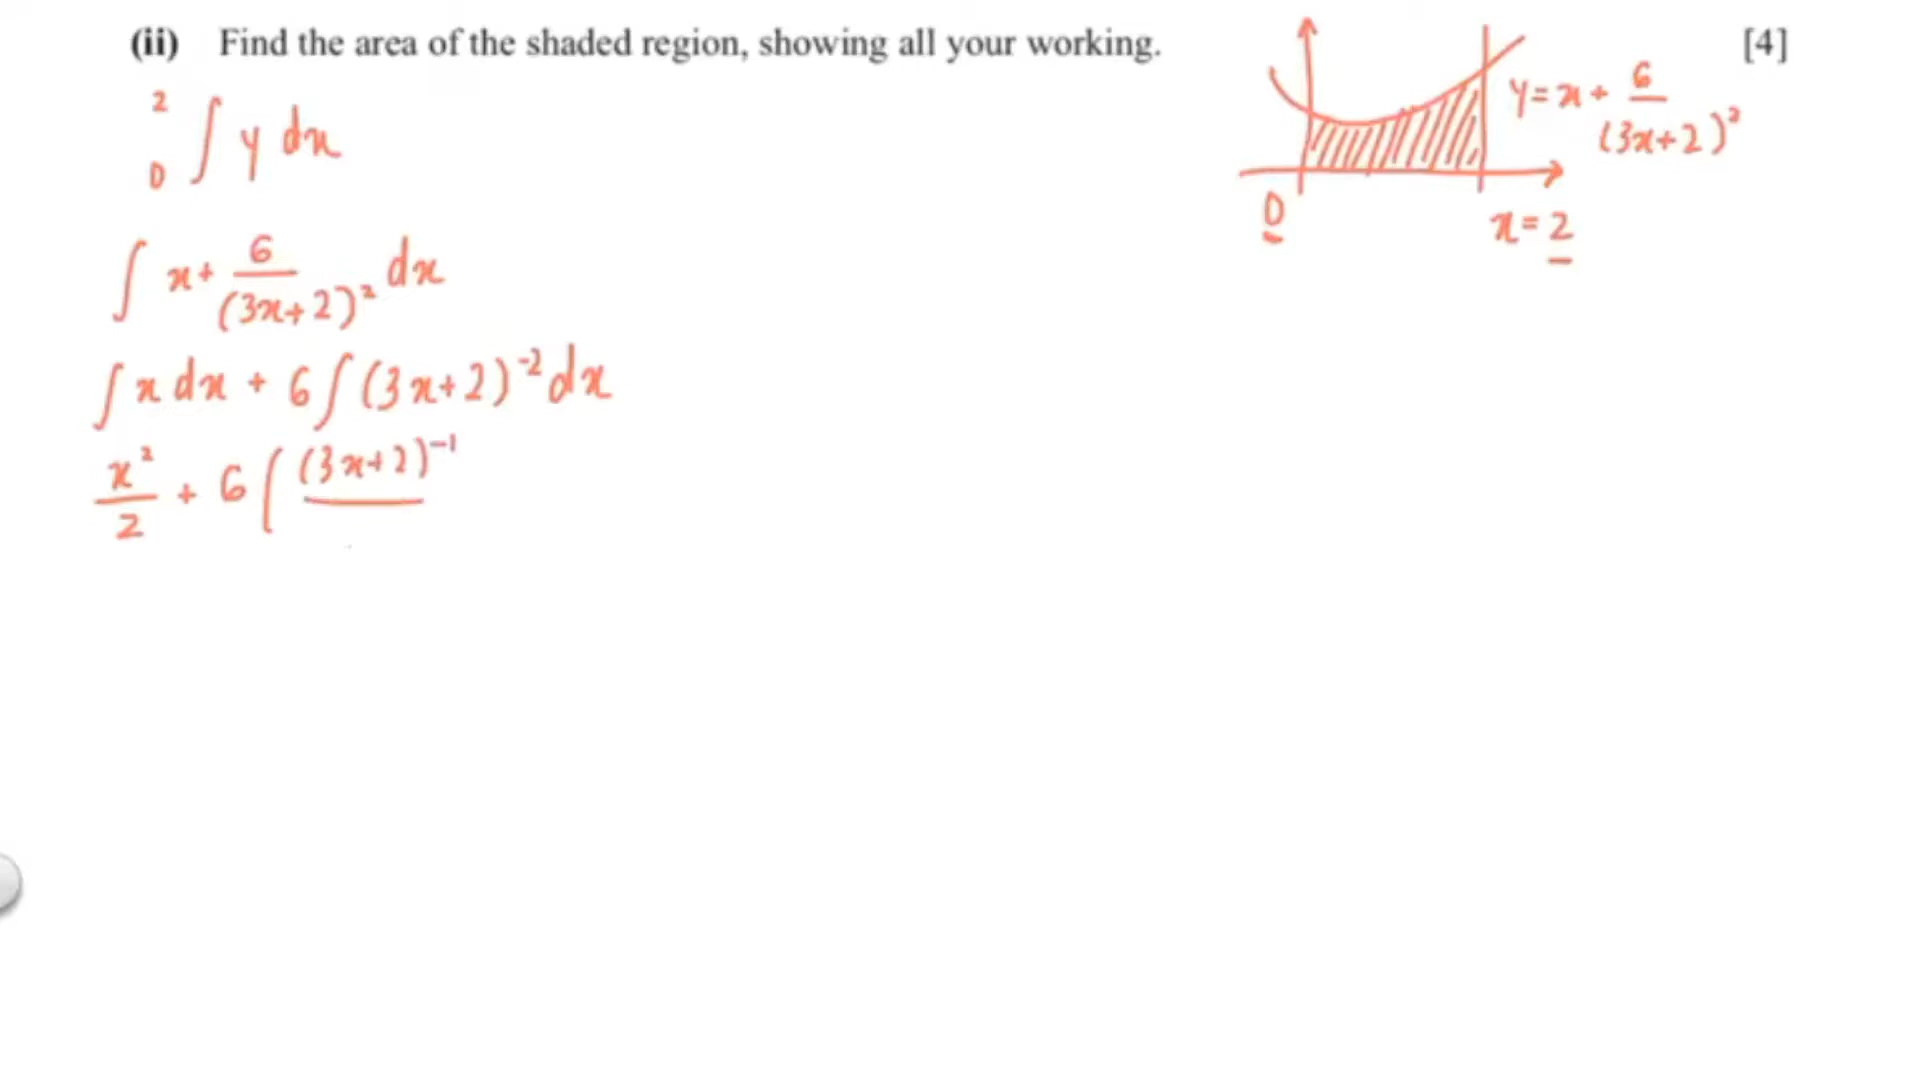 (ii) Find the area of the shaded region, showing all your working. [4]
y = x + 6/(3x+2)²
0
x = 2
₀²∫ y dx
∫ x + 6/(3x+2)² dx
∫ x dx + 6 ∫ (3x+2)⁻² dx
x²/2 + 6 ( (3x+2)⁻¹